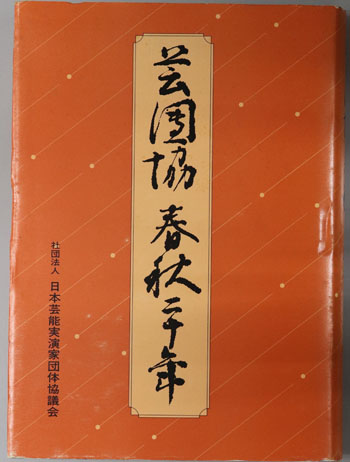 芸團協 春秋二十年
社団法人 日本芸能実演家団体協議会